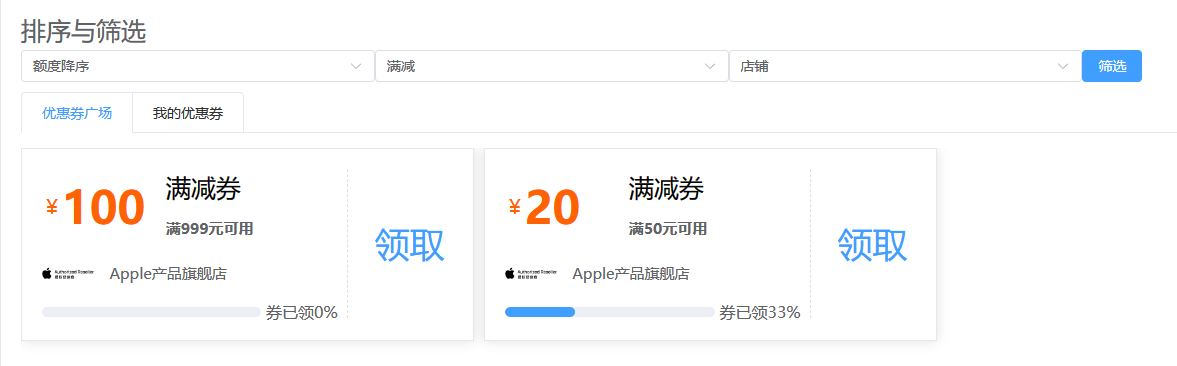 排序与筛选
额度降序 满减 店铺 筛选
优惠券广场 我的优惠券
¥100 满减券
满999元可用
领取
Authorized Reseller
Apple产品旗舰店
券已领0%
¥20 满减券
满50元可用
领取
Authorized Reseller
Apple产品旗舰店
券已领33%